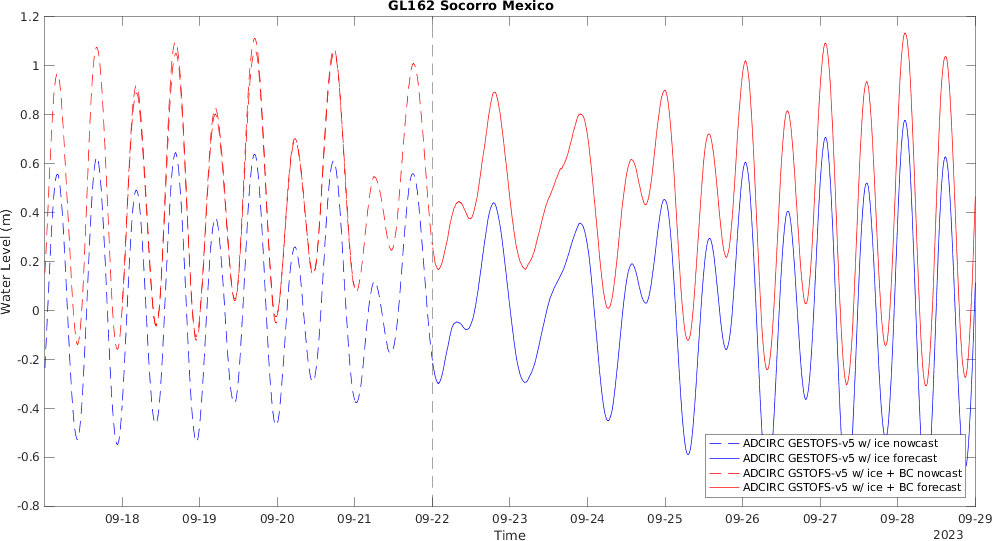 GL162 Socorro Mexico
1.2
1
0.8
0.6
0.4
0.2
0
-0.2
-0.4
-0.6
-0.8
Water Level (m)
ADCIRC GESTOFS-v5 w/ ice nowcast
ADCIRC GESTOFS-v5 w/ ice forecast
ADCIRC GSTOFS-v5 w/ ice + BC nowcast
ADCIRC GSTOFS-v5 w/ ice + BC forecast
09-18 09-19 09-20 09-21 09-22 09-23 09-24 09-25 09-26 09-27 09-28 09-29
Time
2023